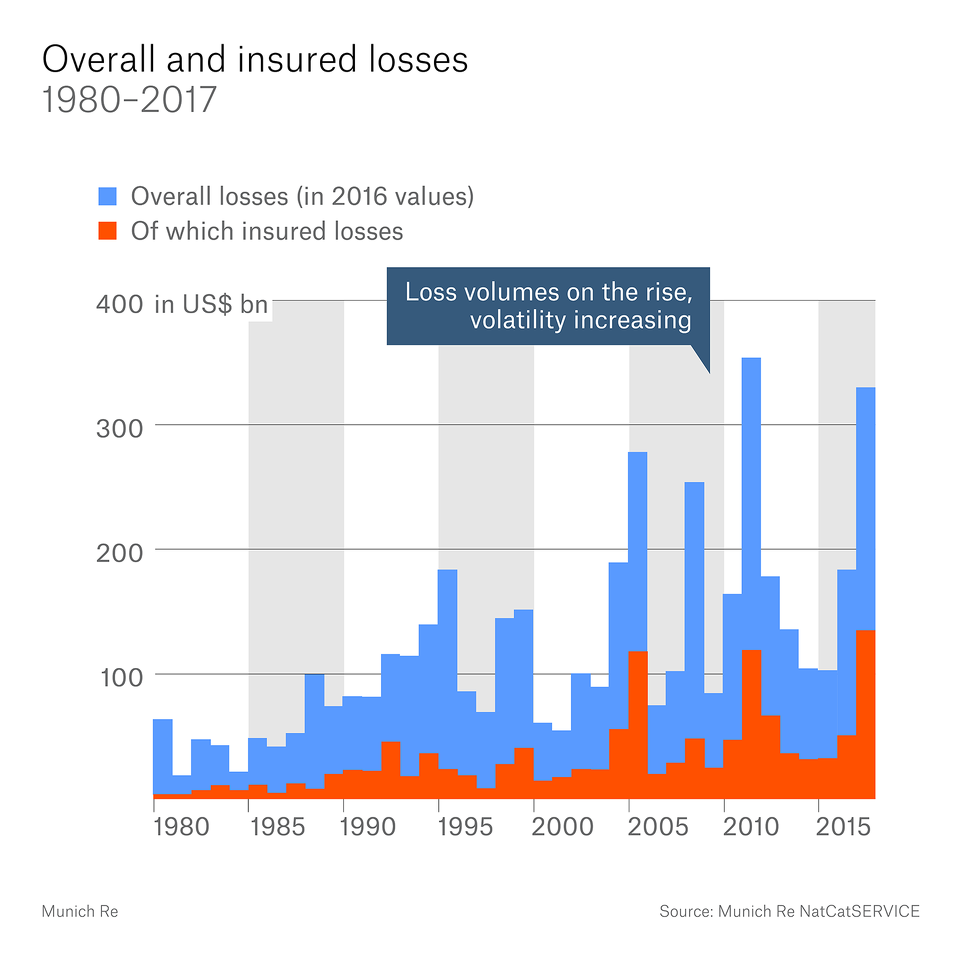 Overall and insured losses
1980–2017
Overall losses (in 2016 values)
Of which insured losses
400 in US$ bn
Loss volumes on the rise,
volatility increasing
300
200
100
1980 1985 1990 1995 2000 2005 2010 2015
Munich Re
Source: Munich Re NatCatSERVICE